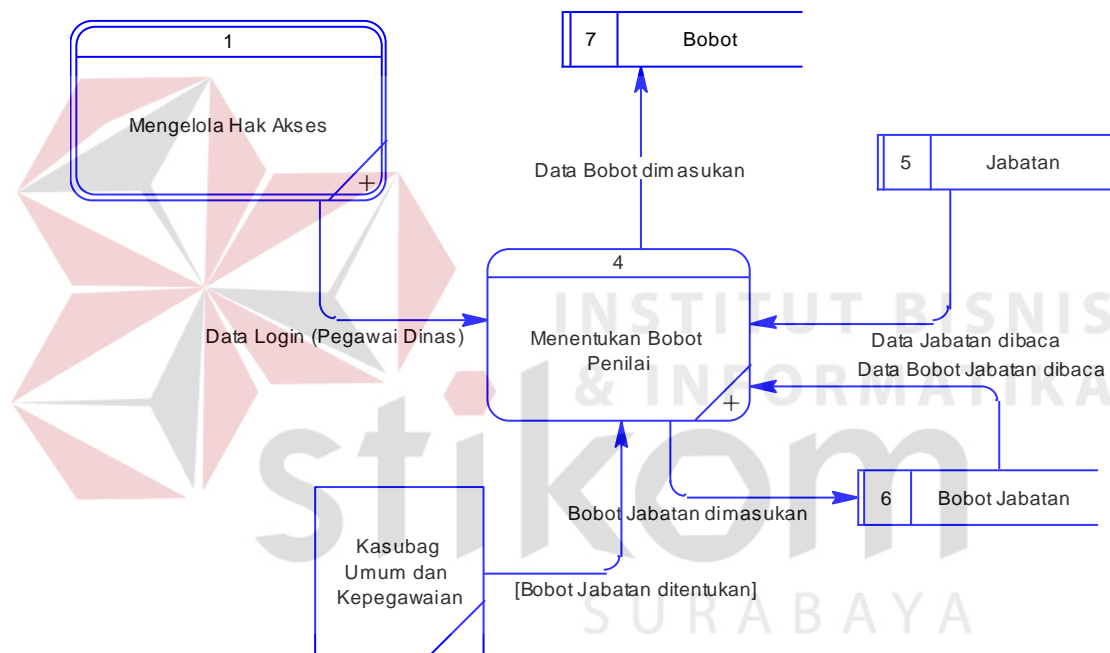 1
Mengelola Hak Akses
+
7 Bobot
Data Bobot dimasukan
5 Jabatan
4
Menentukan Bobot
Penilai
+
Data Login (Pegawai Dinas)
Data Jabatan dibaca
Data Bobot Jabatan dibaca
6 Bobot Jabatan
Bobot Jabatan dimasukan
Kasubag
Umum dan
Kepegawaian
[Bobot Jabatan ditentukan]
INSTITUT BISNIS
& INFORMATIKA
stikom
SURABAYA